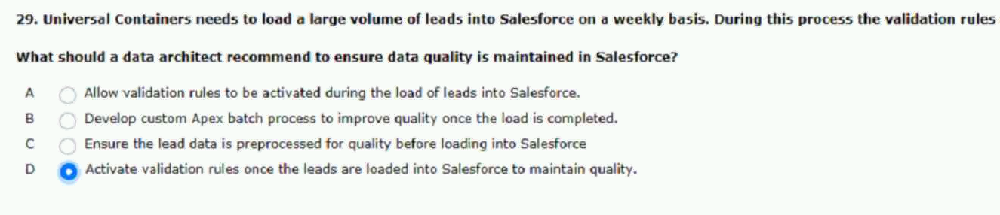 29. Universal Containers needs to load a large volume of leads into Salesforce on a weekly basis. During this process the validation rules
What should a data architect recommend to ensure data quality is maintained in Salesforce?
A Allow validation rules to be activated during the load of leads into Salesforce.
B Develop custom Apex batch process to improve quality once the load is completed.
C Ensure the lead data is preprocessed for quality before loading into Salesforce
D Activate validation rules once the leads are loaded into Salesforce to maintain quality.